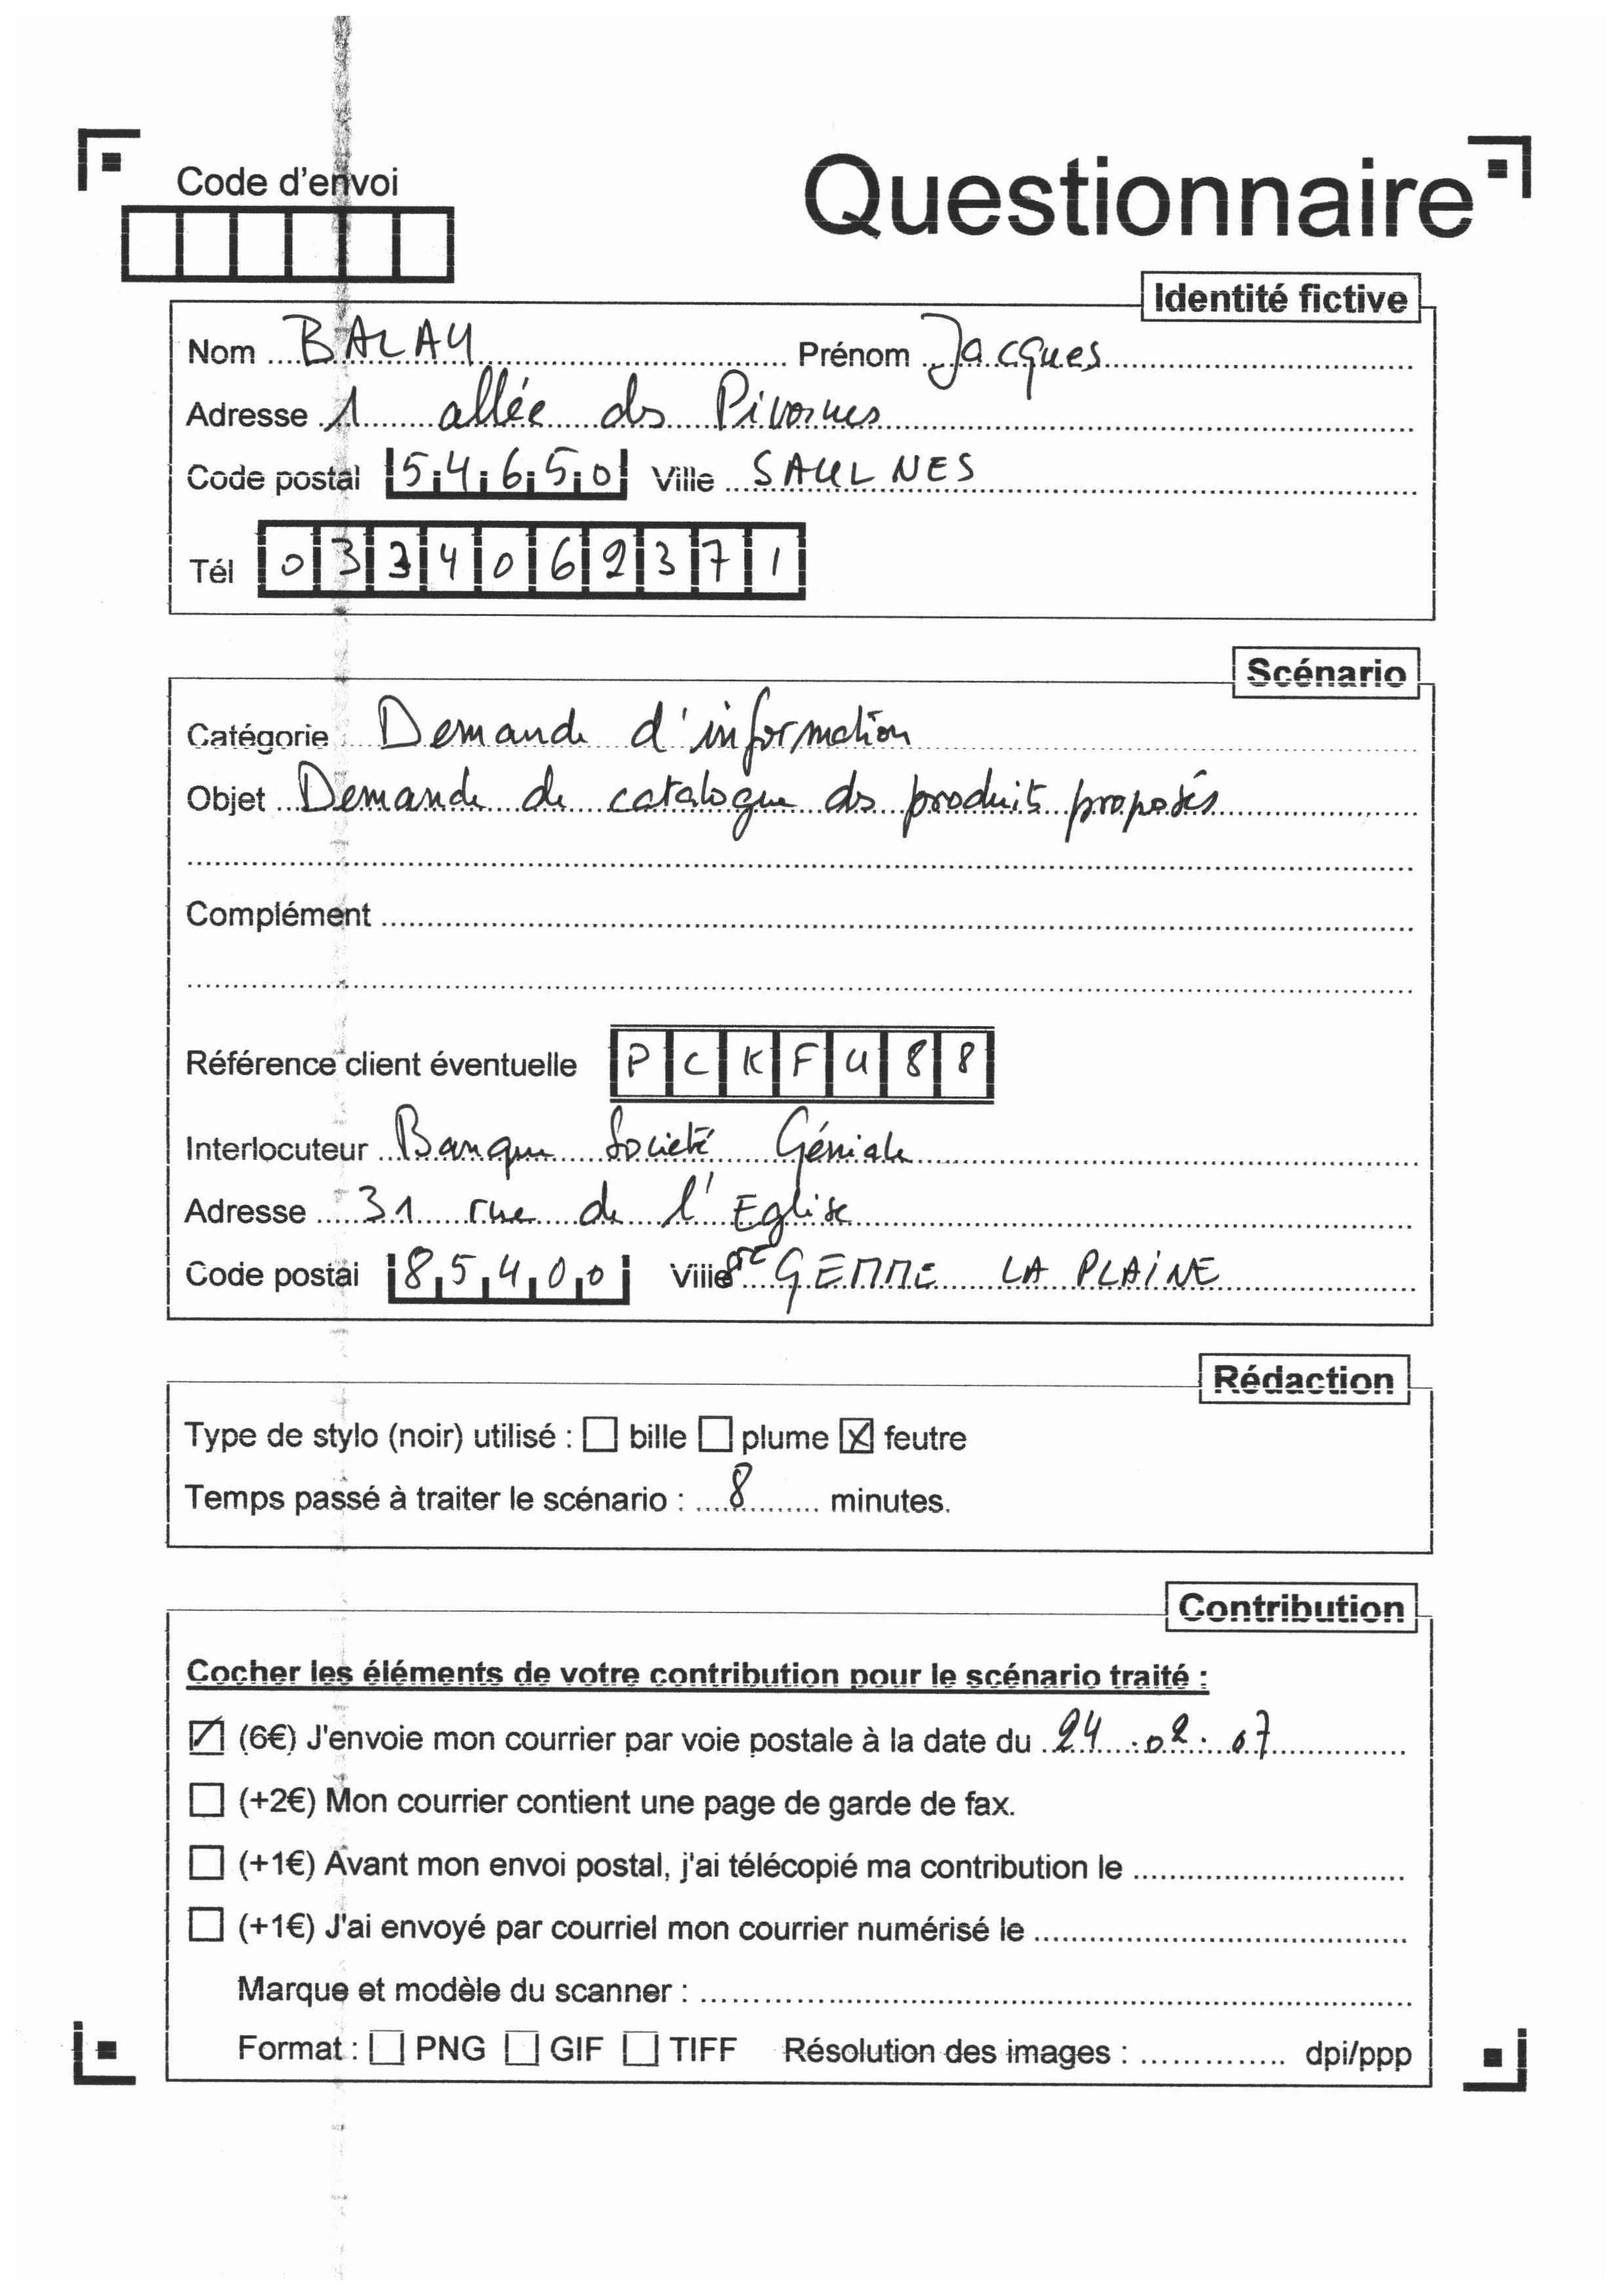 Code d'envoi
Questionnaire
Identité fictive
Nom BALAY Prénom Jacques
Adresse 1 allée des Pivoines
Code postal 54650 Ville SAULNES
Tél 0334069371
Scénario
Catégorie Demande d'information
Objet Demande de catalogue des produits proposés
Complément
Référence client éventuelle PCKFU88
Interlocuteur Banque Société Géniale
Adresse 31 rue de l'Eglise
Code postal 85400 Ville Ste GEMME LA PLAINE
Rédaction
Type de stylo (noir) utilisé : ☐ bille ☐ plume ☒ feutre
Temps passé à traiter le scénario : 8 minutes.
Contribution
Cocher les éléments de votre contribution pour le scénario traité :
☒ (6€) J'envoie mon courrier par voie postale à la date du 24.02.07
☐ (+2€) Mon courrier contient une page de garde de fax.
☐ (+1€) Avant mon envoi postal, j'ai télécopié ma contribution le
☐ (+1€) J'ai envoyé par courriel mon courrier numérisé le
Marque et modèle du scanner :
Format : ☐ PNG ☐ GIF ☐ TIFF Résolution des images : dpi/ppp